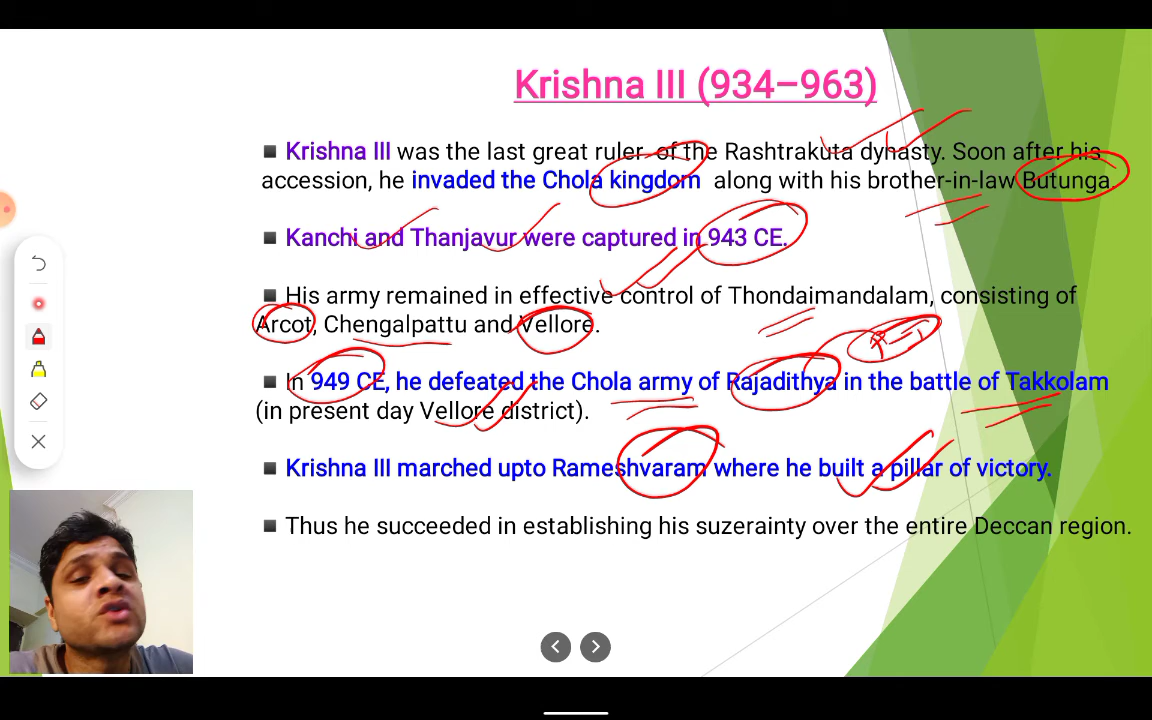 Krishna III (934–963)
Krishna III was the last great ruler of the Rashtrakuta dynasty. Soon after his
accession, he invaded the Chola kingdom along with his brother-in-law Butunga.
Kanchi and Thanjavur were captured in 943 CE.
His army remained in effective control of Thondaimandalam, consisting of
Arcot, Chengalpattu and Vellore.
In 949 CE, he defeated the Chola army of Rajadithya in the battle of Takkolam
(in present day Vellore district).
Krishna III marched upto Rameshvaram where he built a pillar of victory.
Thus he succeeded in establishing his suzerainty over the entire Deccan region.